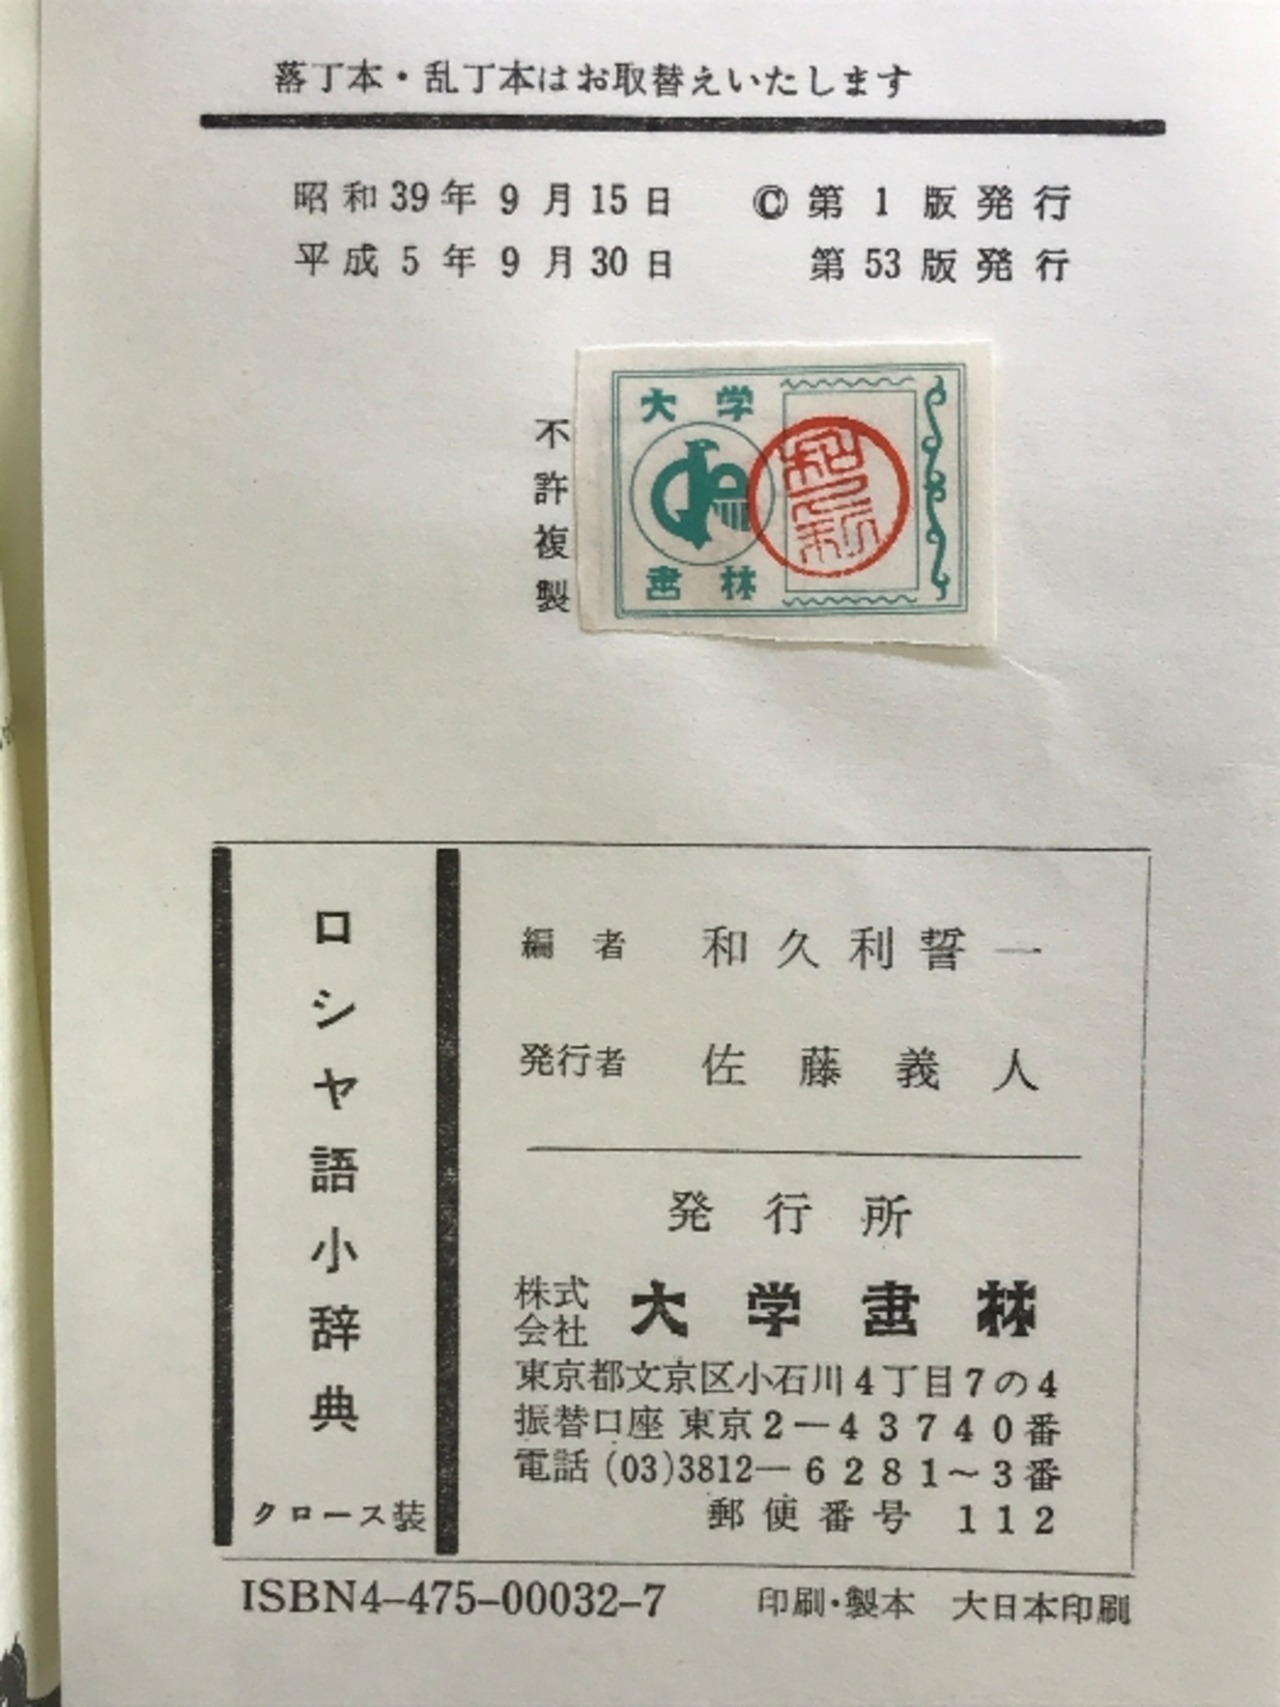 落丁本・乱丁本はお取替えいたします
昭和39年9月15日 ©第1版発行
平成5年9月30日 第53版発行
不許複製
大学
書林
ロシヤ語小辞典
クロース装
編者 和久利誓一
発行者 佐藤義人
発行所
株式会社 大学書林
東京都文京区小石川4丁目7の4
振替口座 東京2―43740番
電話 (03)3812―6281~3番
郵便番号 112
ISBN4-475-00032-7 印刷・製本 大日本印刷